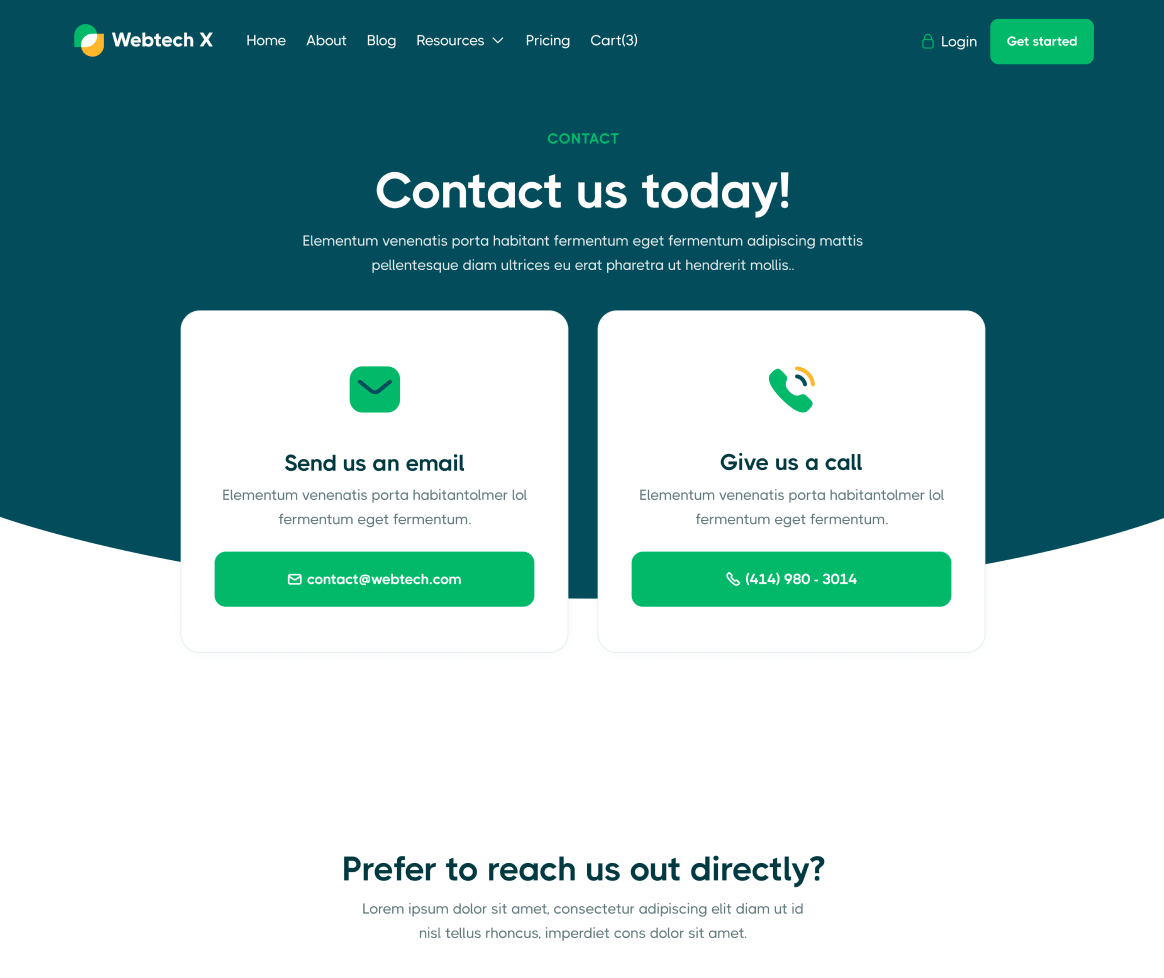 Webtech X
Home About Blog Resources Pricing Cart(3)
Login
Get started
CONTACT
Contact us today!
Elementum venenatis porta habitant fermentum eget fermentum adipiscing mattis
pellentesque diam ultrices eu erat pharetra ut hendrerit mollis..
Send us an email
Elementum venenatis porta habitantolmer lol
fermentum eget fermentum.
contact@webtech.com
Give us a call
Elementum venenatis porta habitantolmer lol
fermentum eget fermentum.
(414) 980 - 3014
Prefer to reach us out directly?
Lorem ipsum dolor sit amet, consectetur adipiscing elit diam ut id
nisl tellus rhoncus, imperdiet cons dolor sit amet.